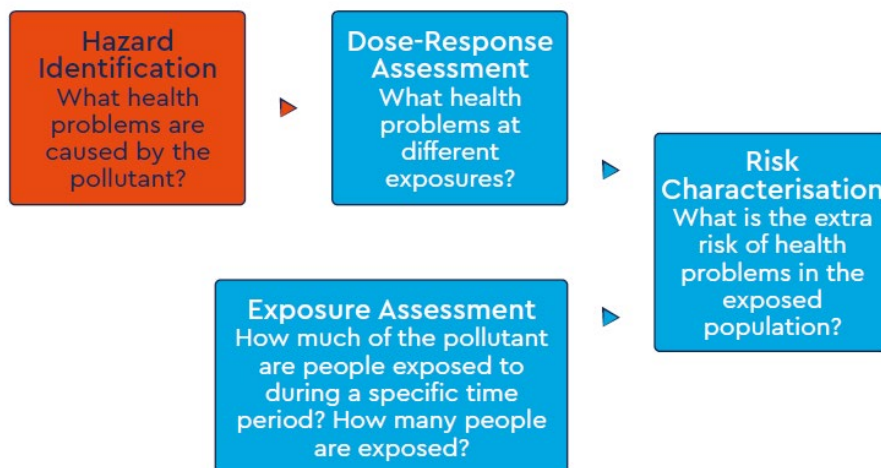 Hazard
Identification
What health
problems are
caused by the
pollutant?
Dose-Response
Assessment
What health
problems at
different
exposures?
Risk
Characterisation
What is the extra
risk of health
problems in the
exposed
population?
Exposure Assessment
How much of the pollutant
are people exposed to
during a specific time
period? How many people
are exposed?